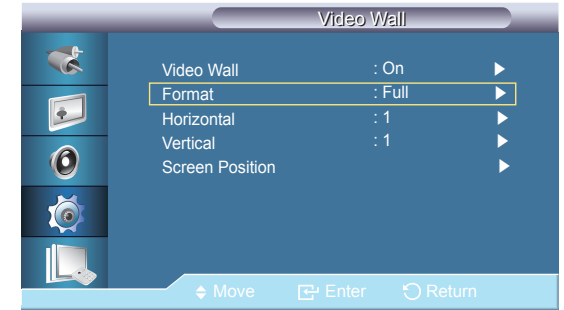 Video Wall
Video Wall : On
Format : Full
Horizontal : 1
Vertical : 1
Screen Position
Move Enter Return